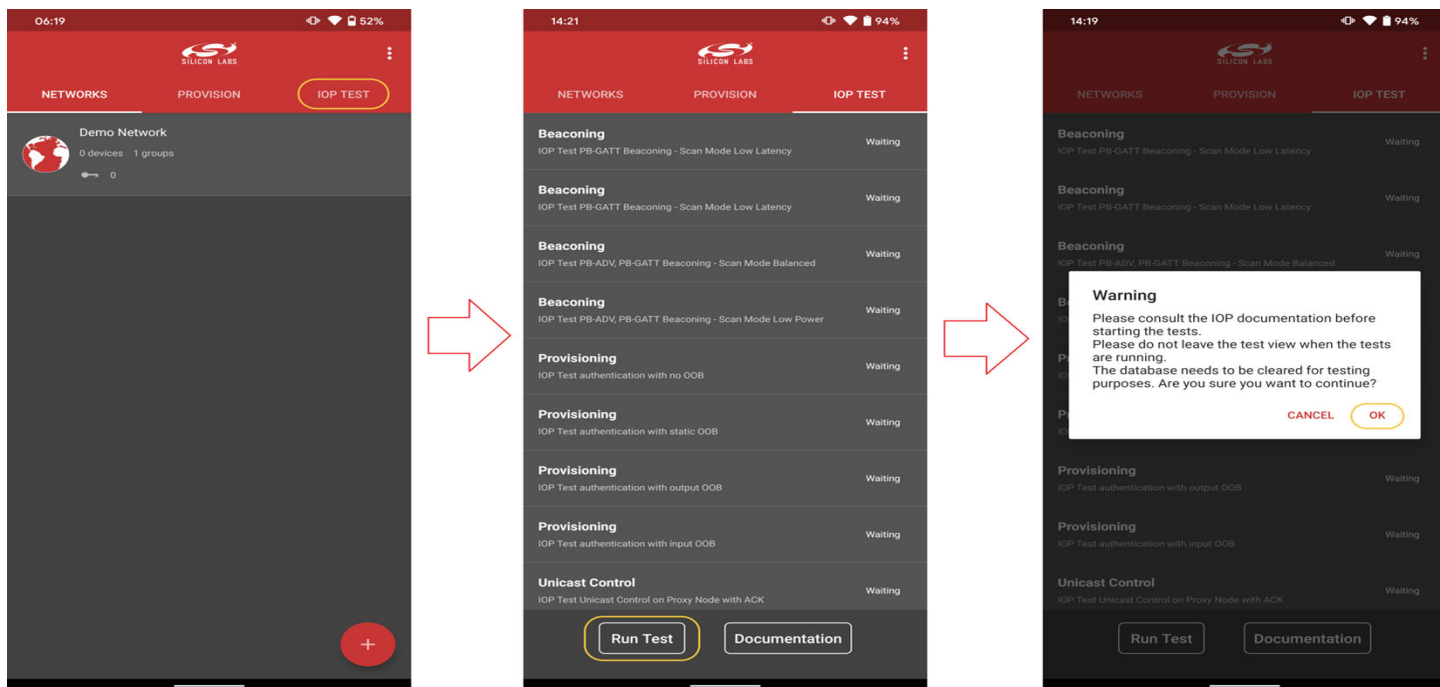 06:19
52%
SILICON LABS
NETWORKS
PROVISION
IOP TEST
Demo Network
0 devices 1 groups
0
+
14:21
94%
SILICON LABS
NETWORKS
PROVISION
IOP TEST
Beaconing
IOP Test PB-GATT Beaconing - Scan Mode Low Latency
Waiting
Beaconing
IOP Test PB-GATT Beaconing - Scan Mode Low Latency
Waiting
Beaconing
IOP Test PB-ADV, PB-GATT Beaconing - Scan Mode Balanced
Waiting
Beaconing
IOP Test PB-ADV, PB-GATT Beaconing - Scan Mode Low Power
Waiting
Provisioning
IOP Test authentication with no OOB
Waiting
Provisioning
IOP Test authentication with static OOB
Waiting
Provisioning
IOP Test authentication with output OOB
Waiting
Provisioning
IOP Test authentication with input OOB
Waiting
Unicast Control
IOP Test Unicast Control on Proxy Node with ACK
Waiting
Run Test
Documentation
14:19
94%
SILICON LABS
NETWORKS
PROVISION
IOP TEST
Beaconing
IOP Test PB-GATT Beaconing - Scan Mode Low Latency
Waiting
Beaconing
IOP Test PB-GATT Beaconing - Scan Mode Low Latency
Waiting
Beaconing
IOP Test PB-ADV, PB-GATT Beaconing - Scan Mode Balanced
Waiting
Warning
Please consult the IOP documentation before
starting the tests.
Please do not leave the test view when the tests
are running.
The database needs to be cleared for testing
purposes. Are you sure you want to continue?
CANCEL
OK
Provisioning
IOP Test authentication with output OOB
Waiting
Provisioning
IOP Test authentication with input OOB
Waiting
Unicast Control
IOP Test Unicast Control on Proxy Node with ACK
Waiting
Run Test
Documentation